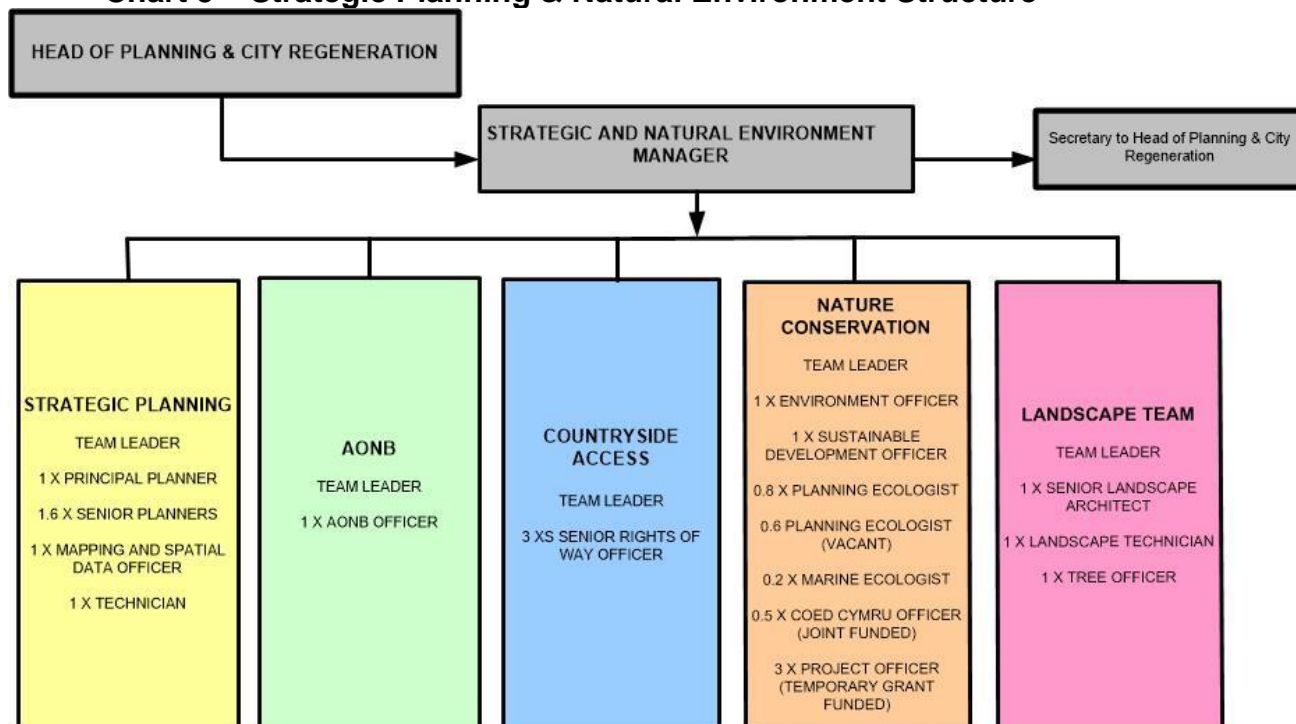 Strategic Planning & Natural Environment Structure
HEAD OF PLANNING & CITY REGENERATION
STRATEGIC AND NATURAL ENVIRONMENT
MANAGER
Secretary to Head of Planning & City
Regeneration
STRATEGIC PLANNING
TEAM LEADER
1 X PRINCIPAL PLANNER
1.6 X SENIOR PLANNERS
1 X MAPPING AND SPATIAL
DATA OFFICER
1 X TECHNICIAN
AONB
TEAM LEADER
1 X AONB OFFICER
COUNTRYSIDE
ACCESS
TEAM LEADER
3 XS SENIOR RIGHTS OF
WAY OFFICER
NATURE
CONSERVATION
TEAM LEADER
1 X ENVIRONMENT OFFICER
1 X SUSTAINABLE
DEVELOPMENT OFFICER
0.8 X PLANNING ECOLOGIST
0.6 PLANNING ECOLOGIST
(VACANT)
0.2 X MARINE ECOLOGIST
0.5 X COED CYMRU OFFICER
(JOINT FUNDED)
3 X PROJECT OFFICER
(TEMPORARY GRANT
FUNDED)
LANDSCAPE TEAM
TEAM LEADER
1 X SENIOR LANDSCAPE
ARCHITECT
1 X LANDSCAPE TECHNICIAN
1 X TREE OFFICER